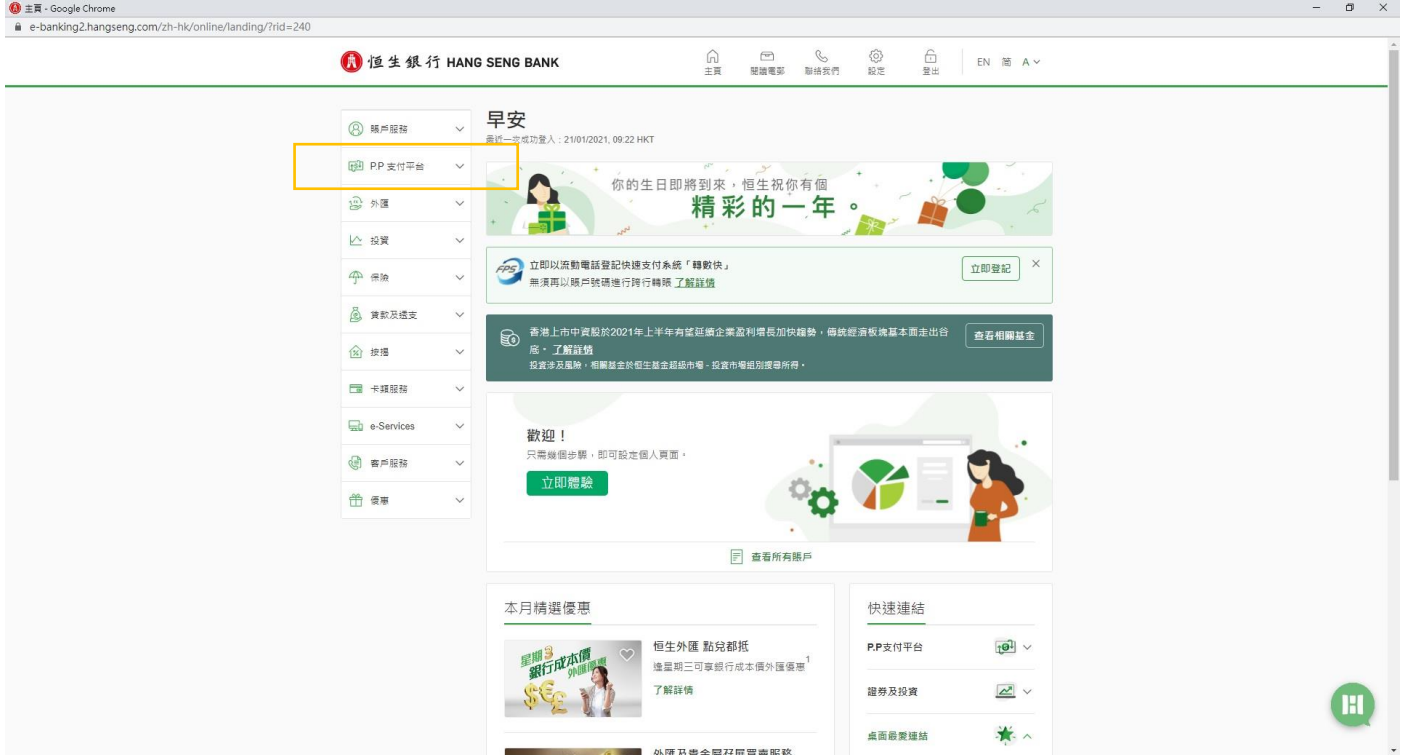 主頁 - Google Chrome
e-banking2.hangseng.com/zh-hk/online/landing/?rid=240
恒生銀行 HANG SENG BANK
主頁
閱讀電郵
聯絡我們
設定
登出
EN 简 A
賬戶服務
P.P 支付平台
外匯
投資
保險
貸款及透支
按揭
卡類服務
e-Services
客戶服務
優惠
早安
最近一次成功登入：21/01/2021, 09:22 HKT
你的生日即將到來，恒生祝你有個
精彩的一年。
FPS
立即以流動電話登記快速支付系統「轉數快」
無須再以賬戶號碼進行跨行轉賬 了解詳情
立即登記
香港上市中資股於2021年上半年有望延續企業盈利增長加快趨勢，傳統經濟板塊基本面走出谷
底。 了解詳情
投資涉及風險，相關基金於恒生基金超級市場 - 投資市場組別搜尋所得。
查看相關基金
歡迎！
只需幾個步驟，即可設定個人頁面。
立即體驗
查看所有賬戶
本月精選優惠
星期3
銀行成本價
外匯優惠
恒生外匯 點兌都抵
逢星期三可享銀行成本價外匯優惠1
了解詳情
外匯及貴金屬孖展買賣服務
快速連結
P.P支付平台
證券及投資
桌面最愛連結